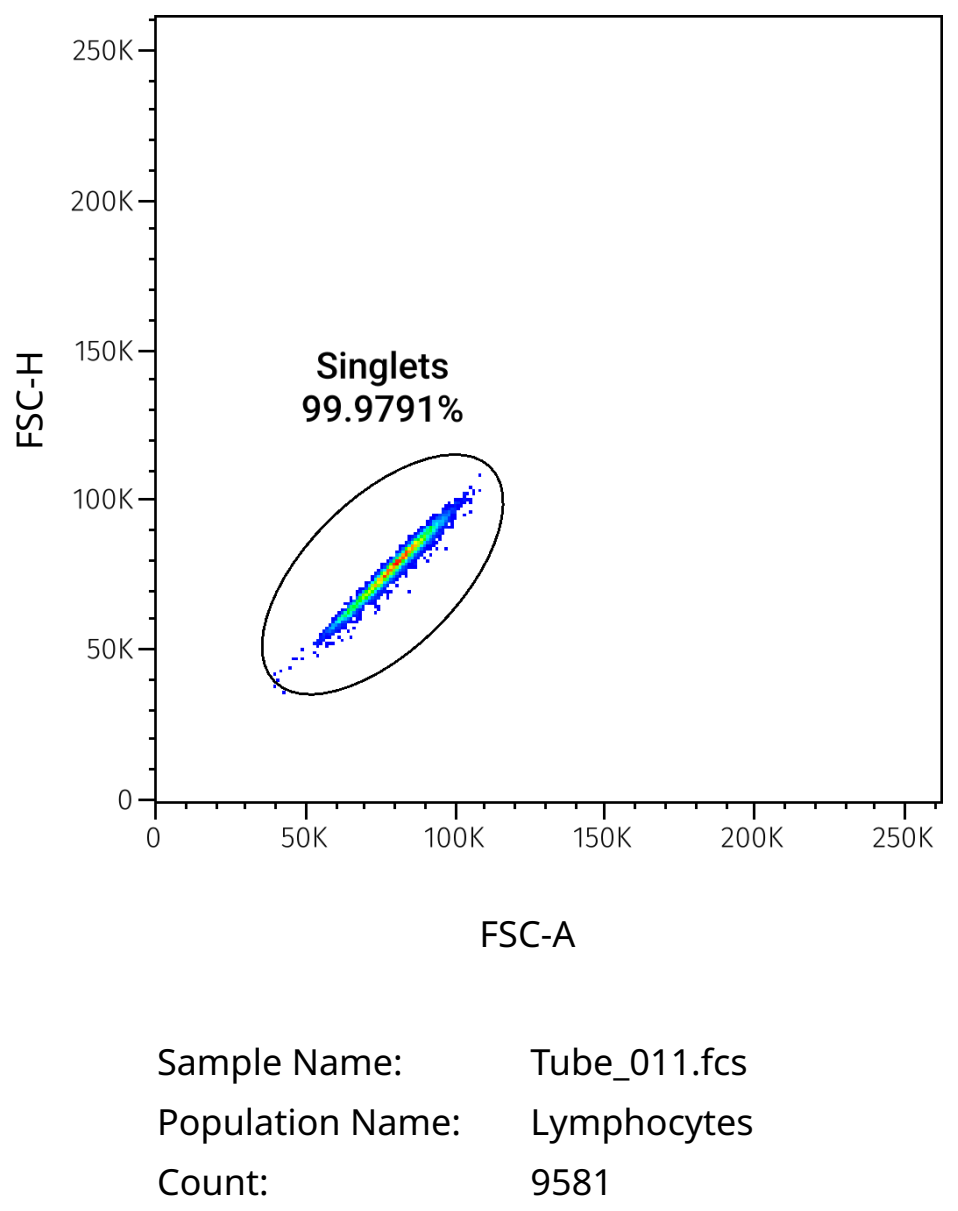 250K
200K
150K
100K
50K
0
FSC-H
Singlets
99.9791%
0 50K 100K 150K 200K 250K
FSC-A
Sample Name: Tube_011.fcs
Population Name: Lymphocytes
Count: 9581